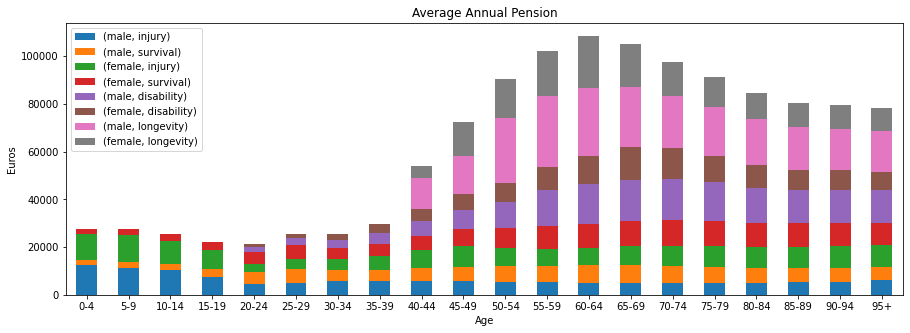 Average Annual Pension
(male, injury)
(male, survival)
(female, injury)
(female, survival)
(male, disability)
(female, disability)
(male, longevity)
(female, longevity)
Euros
100000
80000
60000
40000
20000
0
0-4 5-9 10-14 15-19 20-24 25-29 30-34 35-39 40-44 45-49 50-54 55-59 60-64 65-69 70-74 75-79 80-84 85-89 90-94 95+
Age